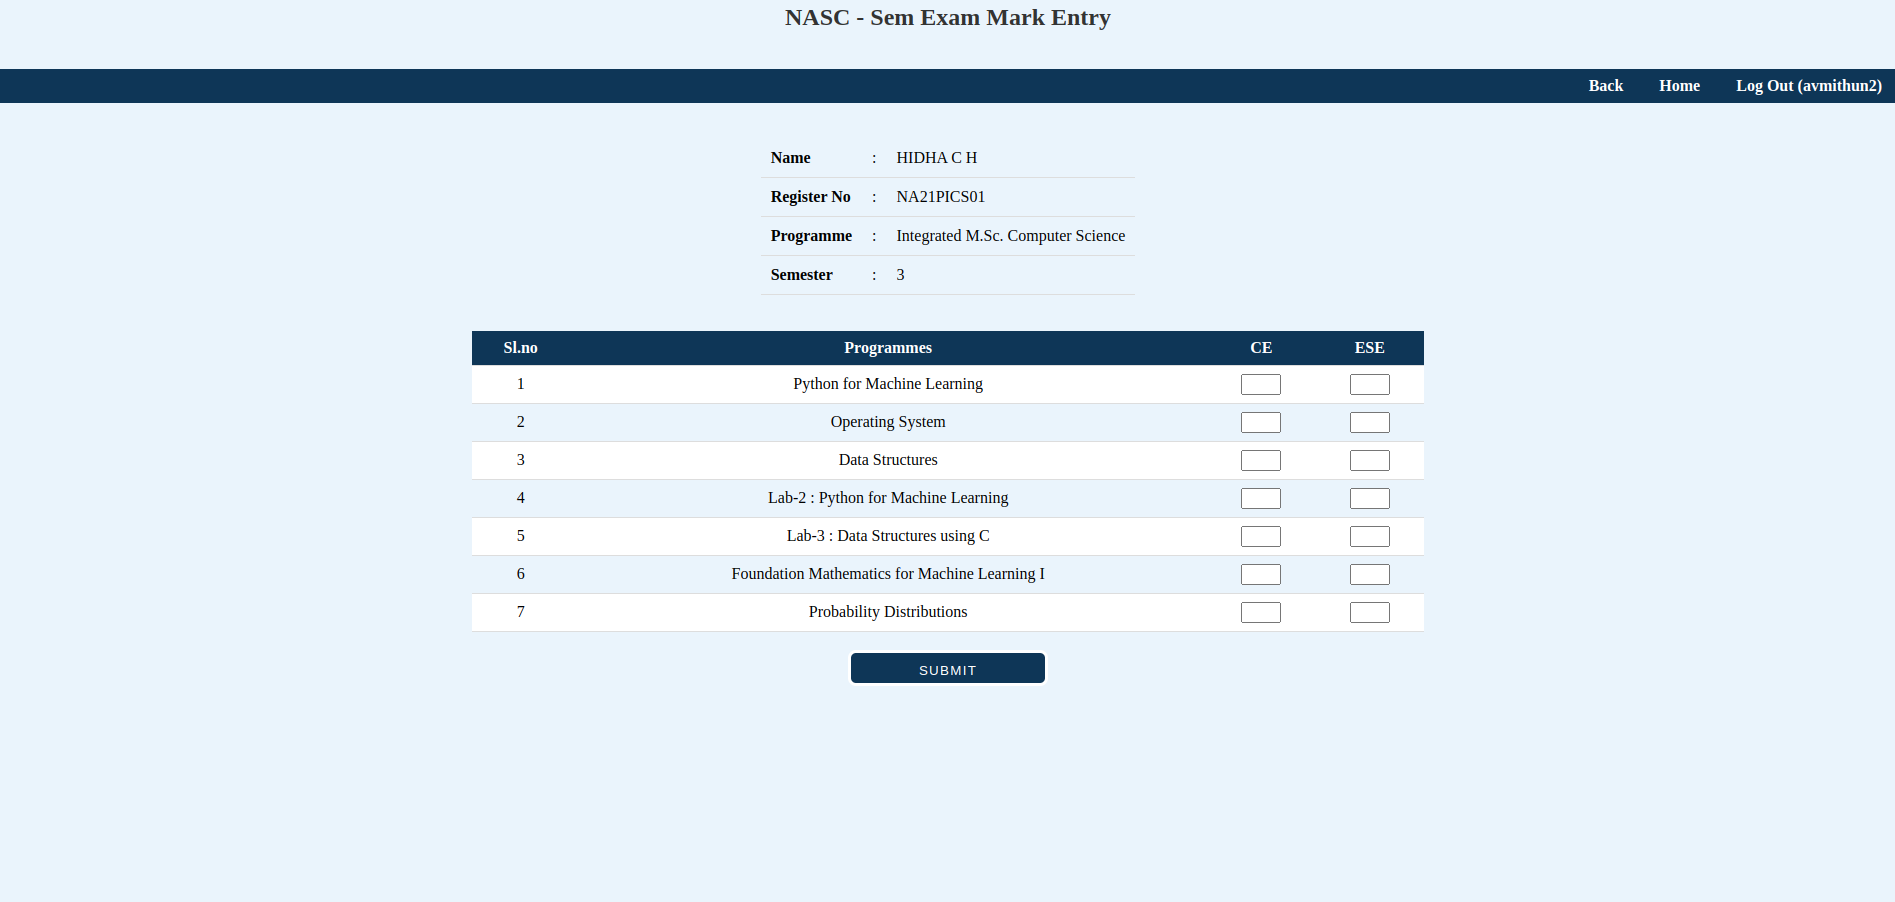 NASC - Sem Exam Mark Entry
Back Home Log Out (avmithun2)
Name : HIDHA C H
Register No : NA21PICS01
Programme : Integrated M.Sc. Computer Science
Semester : 3
Sl.no Programmes CE ESE
1 Python for Machine Learning
2 Operating System
3 Data Structures
4 Lab-2 : Python for Machine Learning
5 Lab-3 : Data Structures using C
6 Foundation Mathematics for Machine Learning I
7 Probability Distributions
SUBMIT